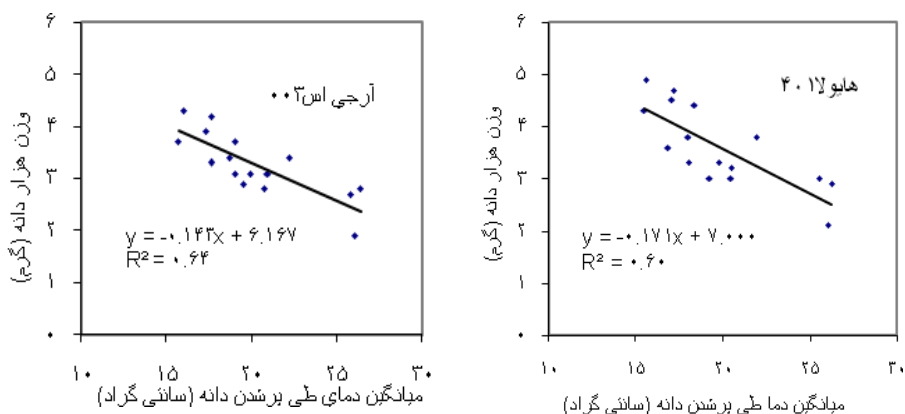 ۶
۵
۴
۳
۲
۱
۰
وزن هزار دانه (گرم)
آرجی اس۰۰۳
y = -۰.۱۴۳x + ۶.۱۶۷
R² = ۰.۶۴
۱۰ ۱۵ ۲۰ ۲۵ ۳۰
میانگین دمای طی پرشدن دانه (سانتی گراد)
۶
۵
۴
۳
۲
۱
۰
وزن هزار دانه (گرم)
هایولا۴۰۱
y = -۰.۱۷۱x + ۷.۰۰۰
R² = ۰.۶۰
۱۰ ۱۵ ۲۰ ۲۵ ۳۰
میانگین دما طی پرشدن دانه (سانتی گراد)